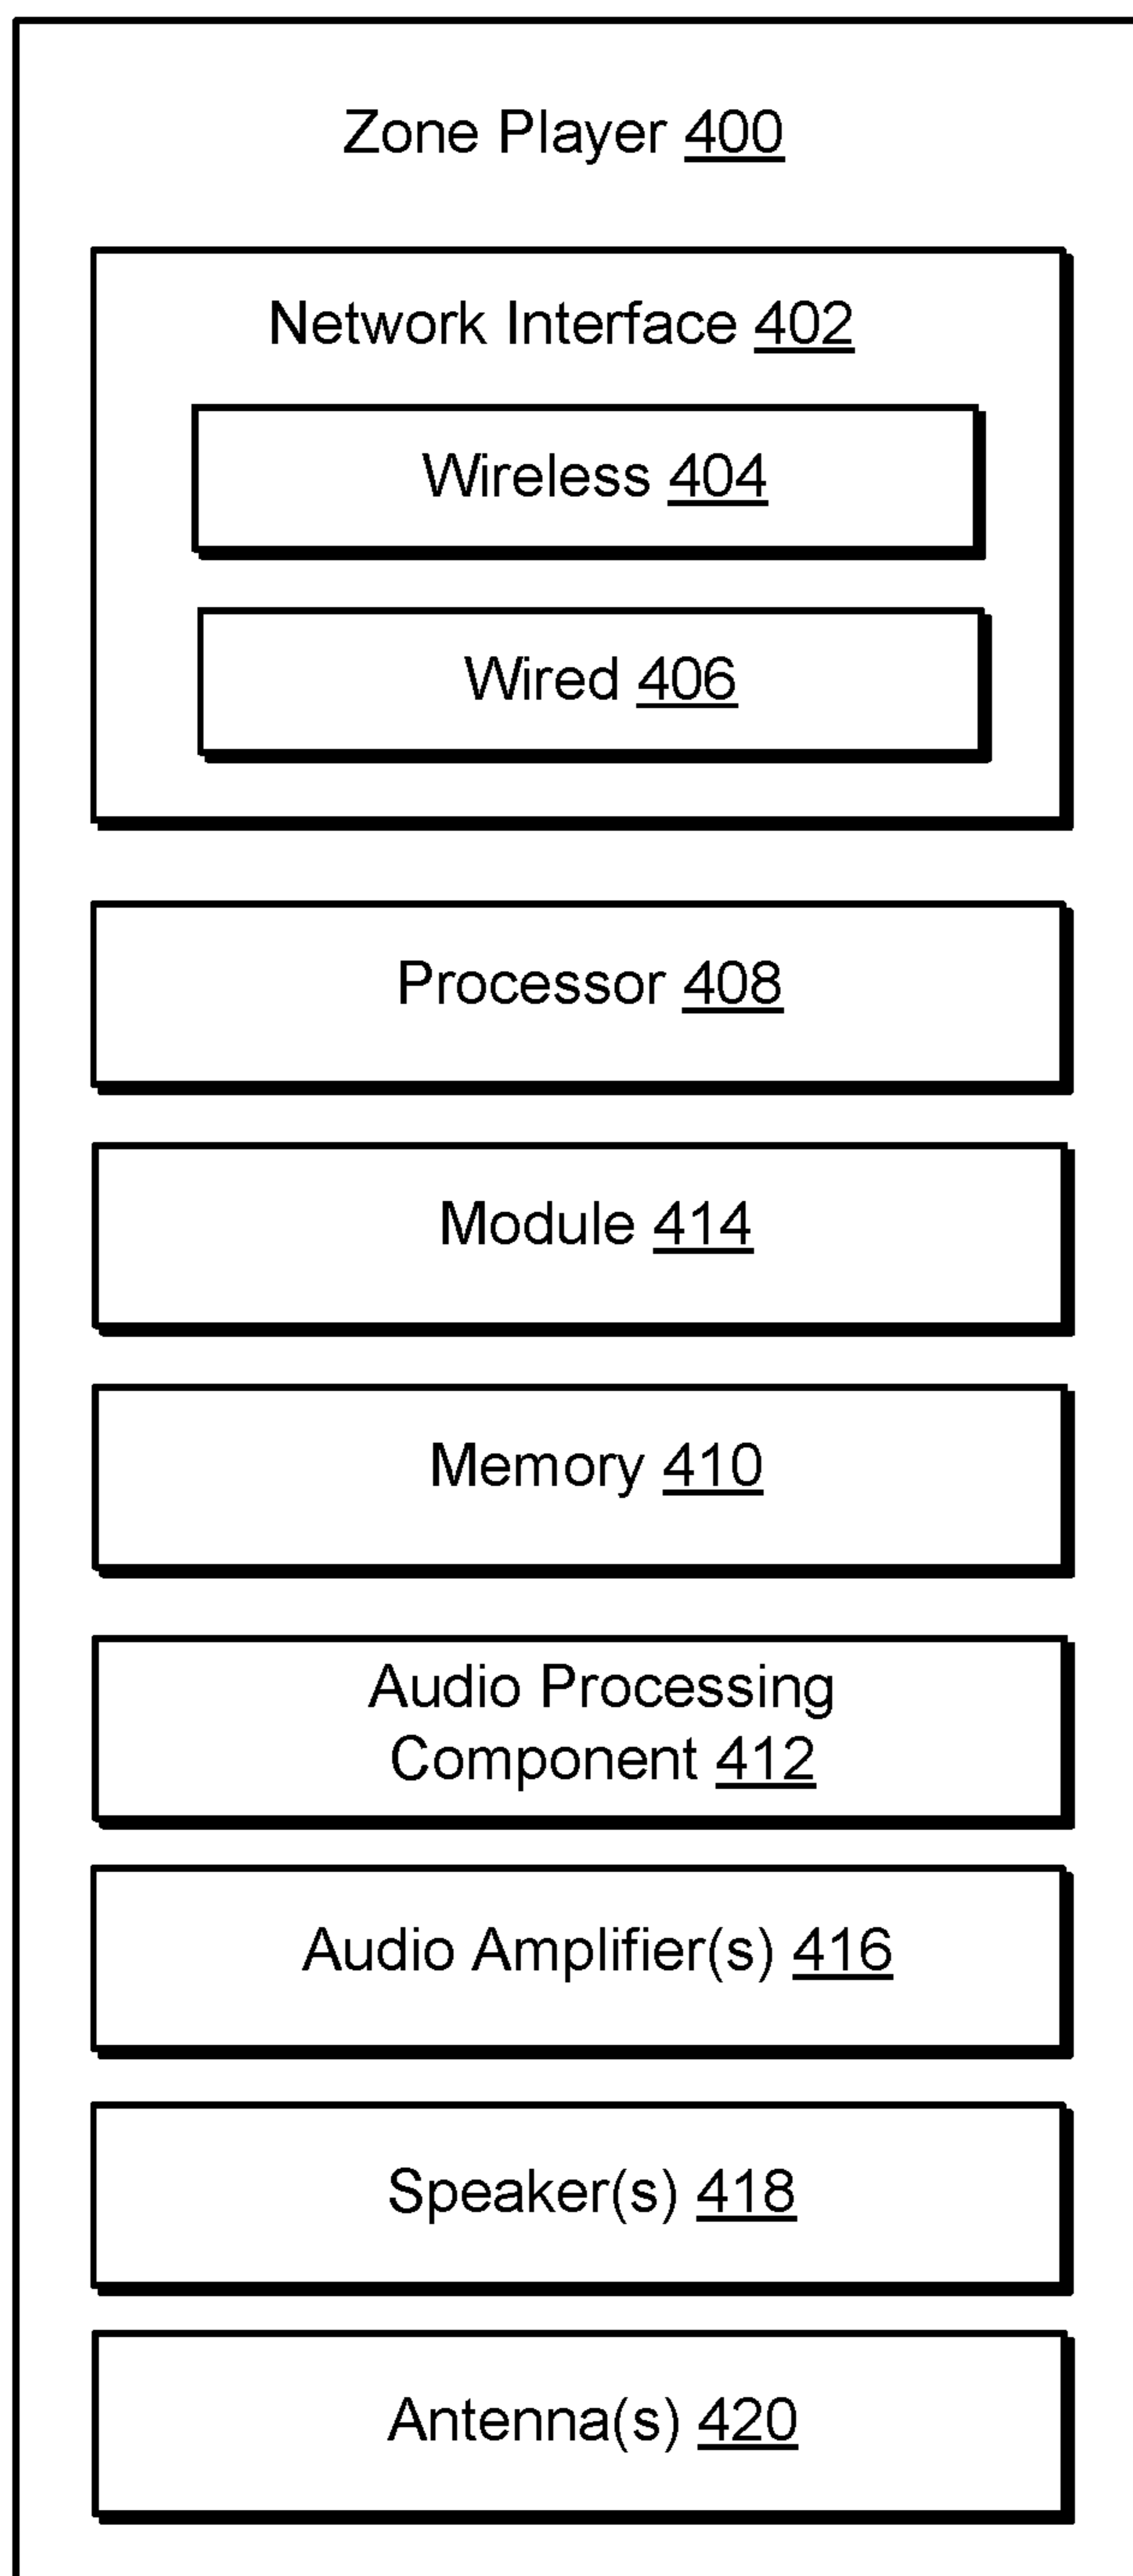 Zone Player 400
Network Interface 402
Wireless 404
Wired 406
Processor 408
Module 414
Memory 410
Audio Processing
Component 412
Audio Amplifier(s) 416
Speaker(s) 418
Antenna(s) 420